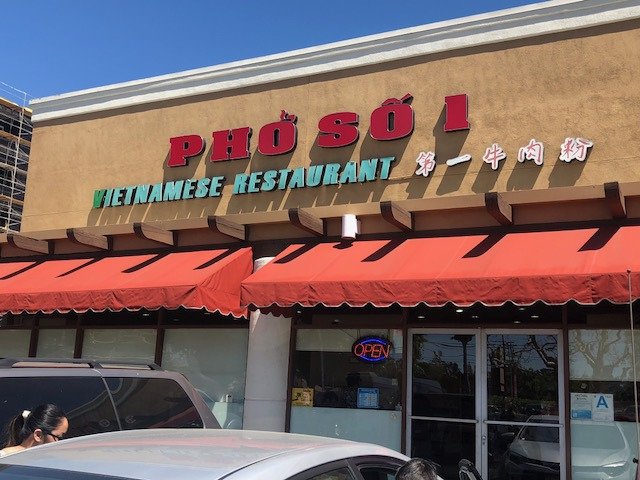 PHỞ SỐ 1
VIETNAMESE RESTAURANT 第一牛肉粉
OPEN
A